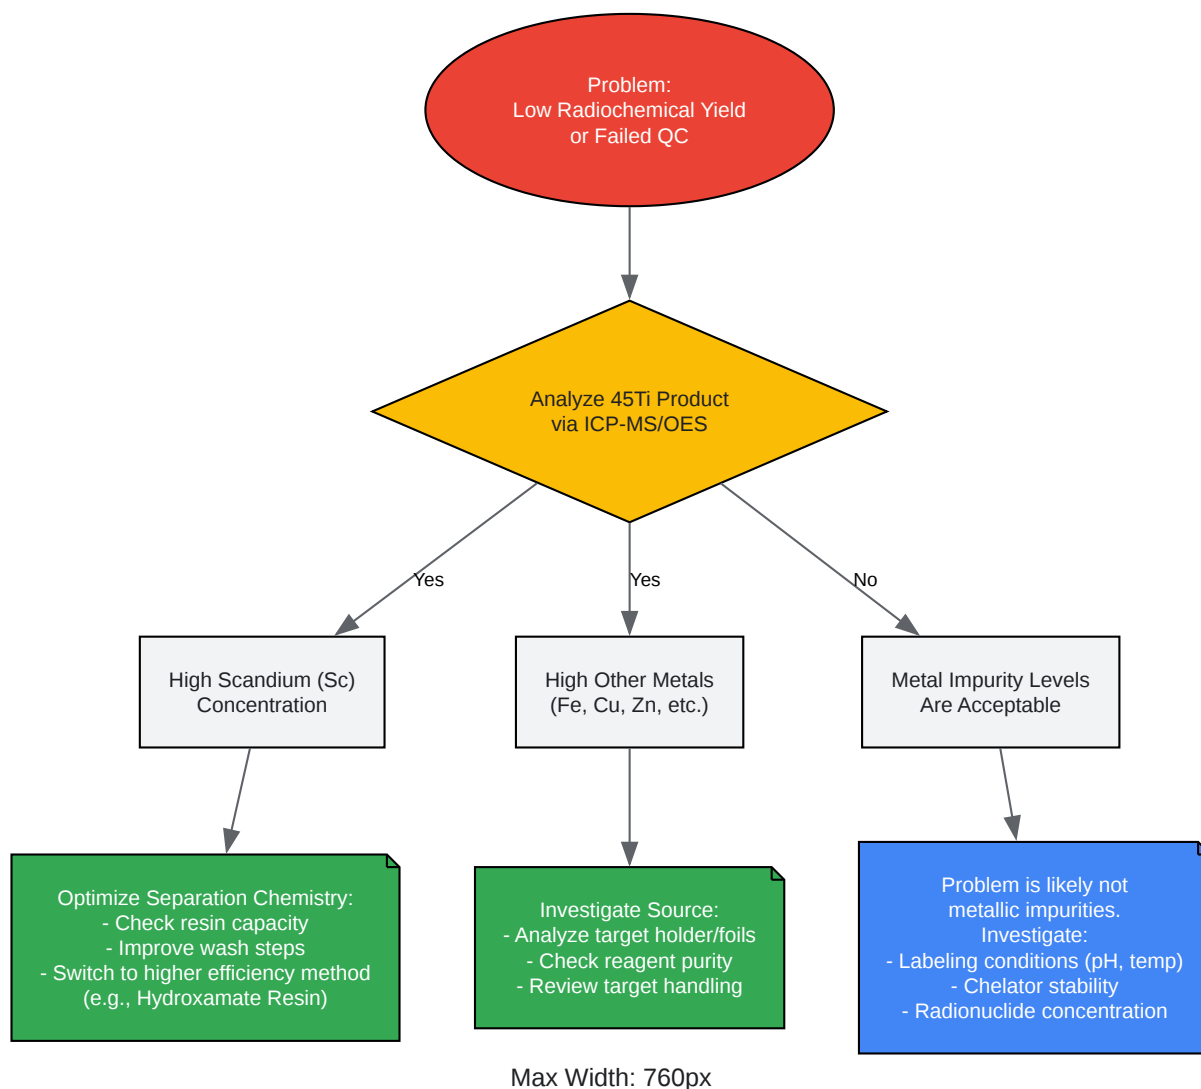 Problem:
Low Radiochemical Yield
or Failed QC
Analyze 45Ti Product
via ICP-MS/OES
Yes
Yes
No
High Scandium (Sc)
Concentration
High Other Metals
(Fe, Cu, Zn, etc.)
Metal Impurity Levels
Are Acceptable
Optimize Separation Chemistry:
- Check resin capacity
- Improve wash steps
- Switch to higher efficiency method
(e.g., Hydroxamate Resin)
Investigate Source:
- Analyze target holder/foils
- Check reagent purity
- Review target handling
Problem is likely not
metallic impurities.
Investigate:
- Labeling conditions (pH, temp)
- Chelator stability
- Radionuclide concentration
Max Width: 760px